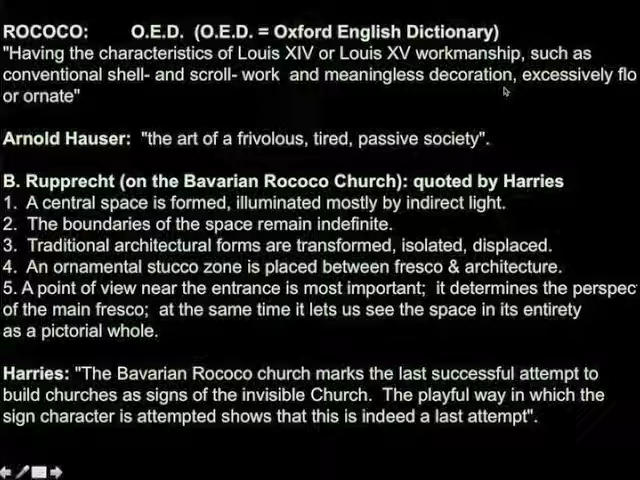 ROCOCO: O.E.D. (O.E.D. = Oxford English Dictionary)
"Having the characteristics of Louis XIV or Louis XV workmanship, such as
conventional shell- and scroll- work and meaningless decoration, excessively flo
or ornate"
Arnold Hauser: "the art of a frivolous, tired, passive society".
B. Rupprecht (on the Bavarian Rococo Church): quoted by Harries
1. A central space is formed, illuminated mostly by indirect light.
2. The boundaries of the space remain indefinite.
3. Traditional architectural forms are transformed, isolated, displaced.
4. An ornamental stucco zone is placed between fresco & architecture.
5. A point of view near the entrance is most important; it determines the perspec
of the main fresco; at the same time it lets us see the space in its entirety
as a pictorial whole.
Harries: "The Bavarian Rococo church marks the last successful attempt to
build churches as signs of the invisible Church. The playful way in which the
sign character is attempted shows that this is indeed a last attempt".